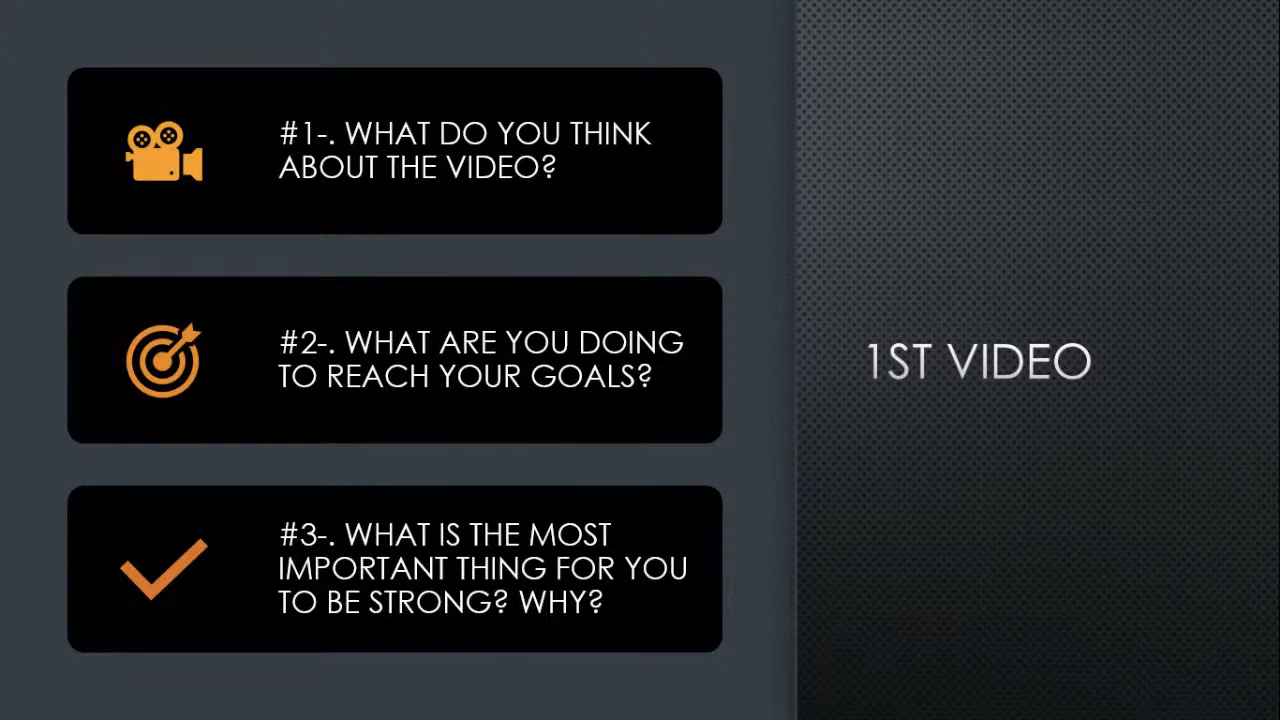 #1-. WHAT DO YOU THINK
ABOUT THE VIDEO?
#2-. WHAT ARE YOU DOING
TO REACH YOUR GOALS?
#3-. WHAT IS THE MOST
IMPORTANT THING FOR YOU
TO BE STRONG? WHY?
1ST VIDEO